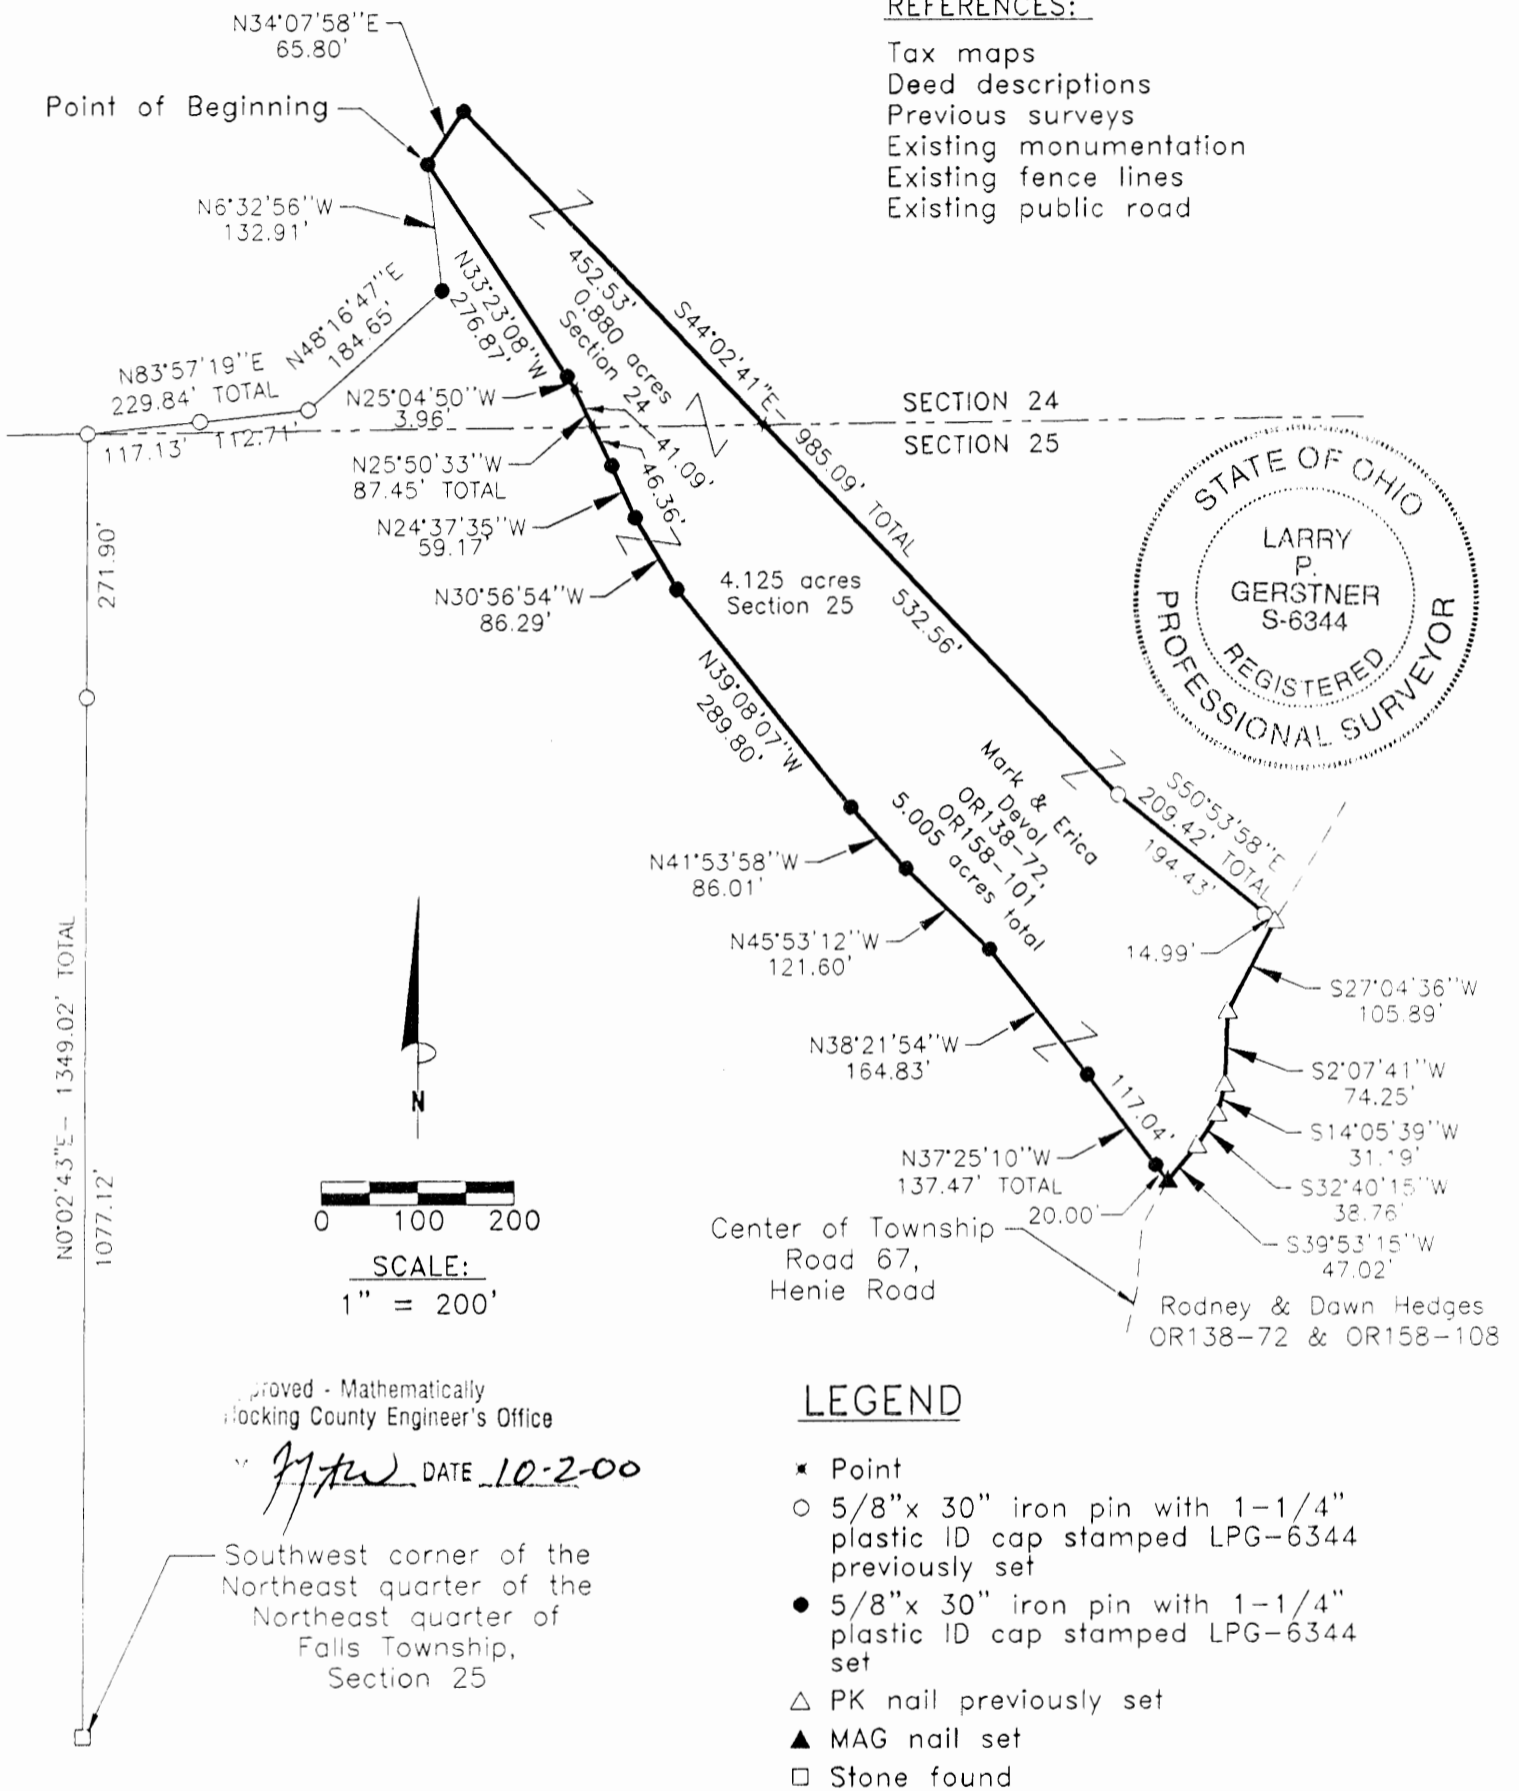 REFERENCES:
Tax maps
Deed descriptions
Previous surveys
Existing monumentation
Existing fence lines
Existing public road
N34°07'58"E
65.80'
Point of Beginning
N6°32'56"W
132.91'
N48°16'47"E
184.65'
N83°57'19"E
229.84' TOTAL
117.13'
112.71'
N33°23'08"W
276.87'
452.53'
0.880 acres
Section 24
S44°02'41"E- 985.09' TOTAL
SECTION 24
SECTION 25
N25°04'50"W
3.96'
41.09'
N25°50'33"W
87.45' TOTAL
46.36'
N24°37'35"W
59.17'
N30°56'54"W
86.29'
4.125 acres
Section 25
532.56'
271.90'
STATE OF OHIO
LARRY
P.
GERSTNER
S-6344
REGISTERED
PROFESSIONAL SURVEYOR
N39°08'07"W
289.80'
Mark & Erica
Devol
OR138-72,
OR158-101
5.005 acres total
S50°53'58"E
209.42' TOTAL
194.43'
14.99'
N41°53'58"W
86.01'
N45°53'12"W
121.60'
N38°21'54"W
164.83'
117.04'
N37°25'10"W
137.47' TOTAL
20.00'
S27°04'36"W
105.89'
S2°07'41"W
74.25'
S14°05'39"W
31.19'
S32°40'15"W
38.76'
S39°53'15"W
47.02'
Center of Township
Road 67,
Henie Road
Rodney & Dawn Hedges
OR138-72 & OR158-108
N0°02'43"E- 1349.02' TOTAL
1077.12'
N
0 100 200
SCALE:
1" = 200'
proved - Mathematically
Hocking County Engineer's Office
DATE 10-2-00
Southwest corner of the
Northeast quarter of the
Northeast quarter of
Falls Township,
Section 25
LEGEND
Point
5/8"x 30" iron pin with 1-1/4"
plastic ID cap stamped LPG-6344
previously set
5/8"x 30" iron pin with 1-1/4"
plastic ID cap stamped LPG-6344
set
PK nail previously set
MAG nail set
Stone found